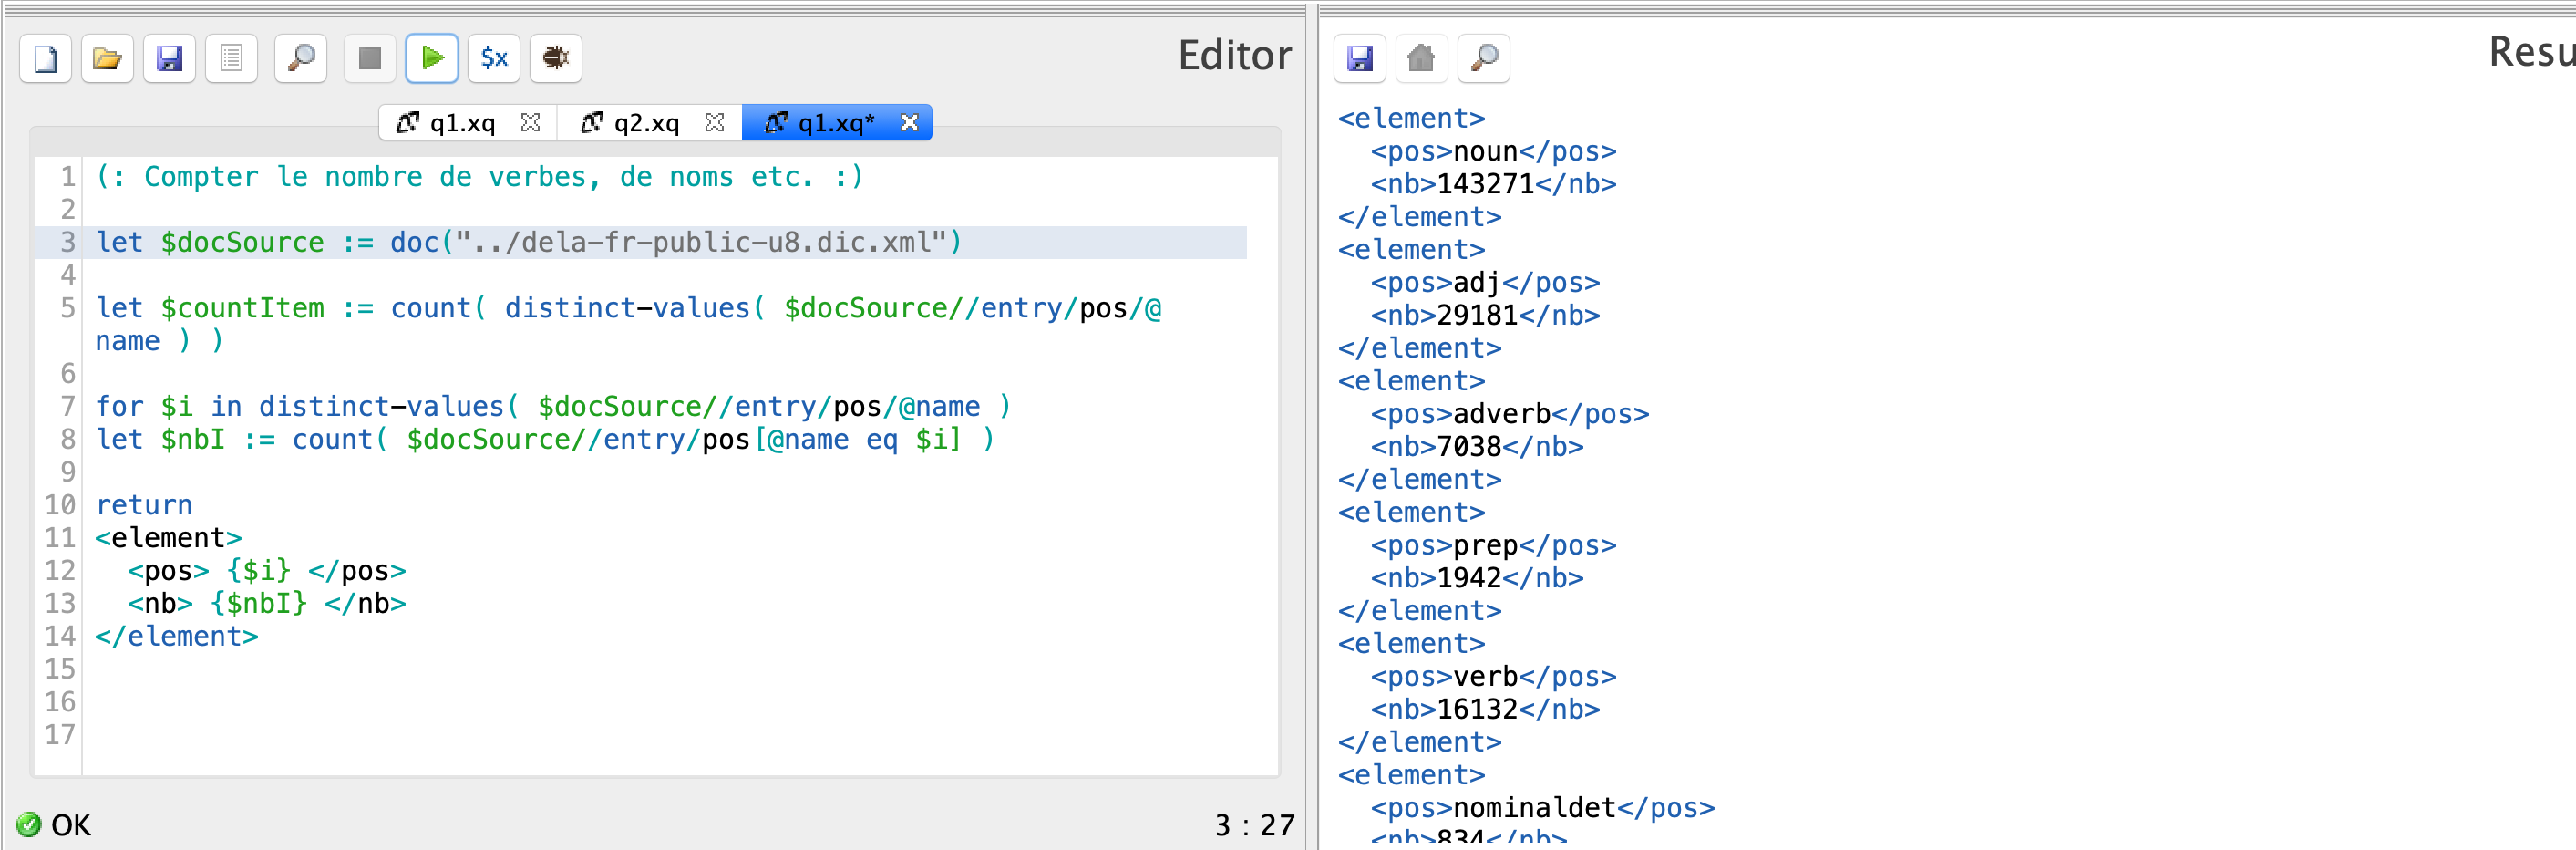 Editor
q1.xq
q2.xq
q1.xq*
1 (: Compter le nombre de verbes, de noms etc. :)
2
3 let $docSource := doc("../dela-fr-public-u8.dic.xml")
4
5 let $countItem := count( distinct-values( $docSource//entry/pos/@
name ) )
6
7 for $i in distinct-values( $docSource//entry/pos/@name )
8 let $nbI := count( $docSource//entry/pos[@name eq $i] )
9
10 return
11 <element>
12   <pos> {$i} </pos>
13   <nb> {$nbI} </nb>
14 </element>
15
16
17
OK
3 : 27
$x
Resu
<element>
  <pos>noun</pos>
  <nb>143271</nb>
</element>
<element>
  <pos>adj</pos>
  <nb>29181</nb>
</element>
<element>
  <pos>adverb</pos>
  <nb>7038</nb>
</element>
<element>
  <pos>prep</pos>
  <nb>1942</nb>
</element>
<element>
  <pos>verb</pos>
  <nb>16132</nb>
</element>
<element>
  <pos>nominaldet</pos>
  <nb>834</nb>